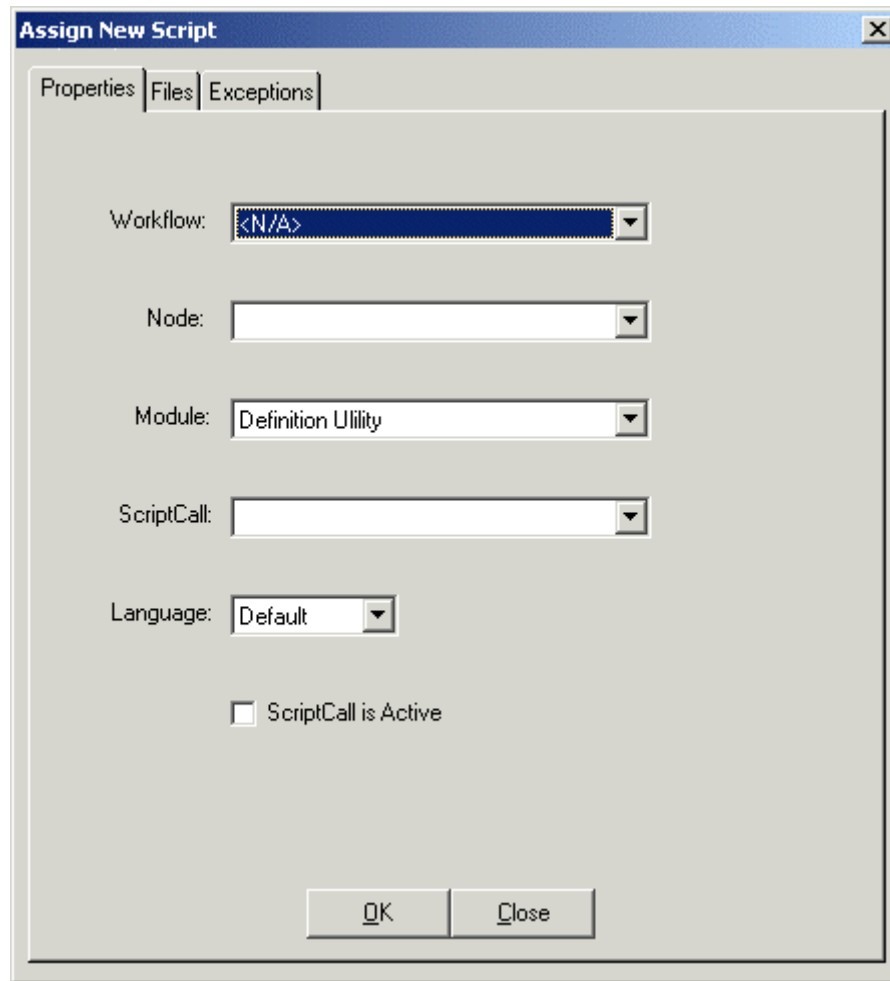 Assign New Script
Properties Files Exceptions
Workflow: <N/A>
Node:
Module: Definition Ulility
ScriptCall:
Language: Default
ScriptCall is Active
OK Close